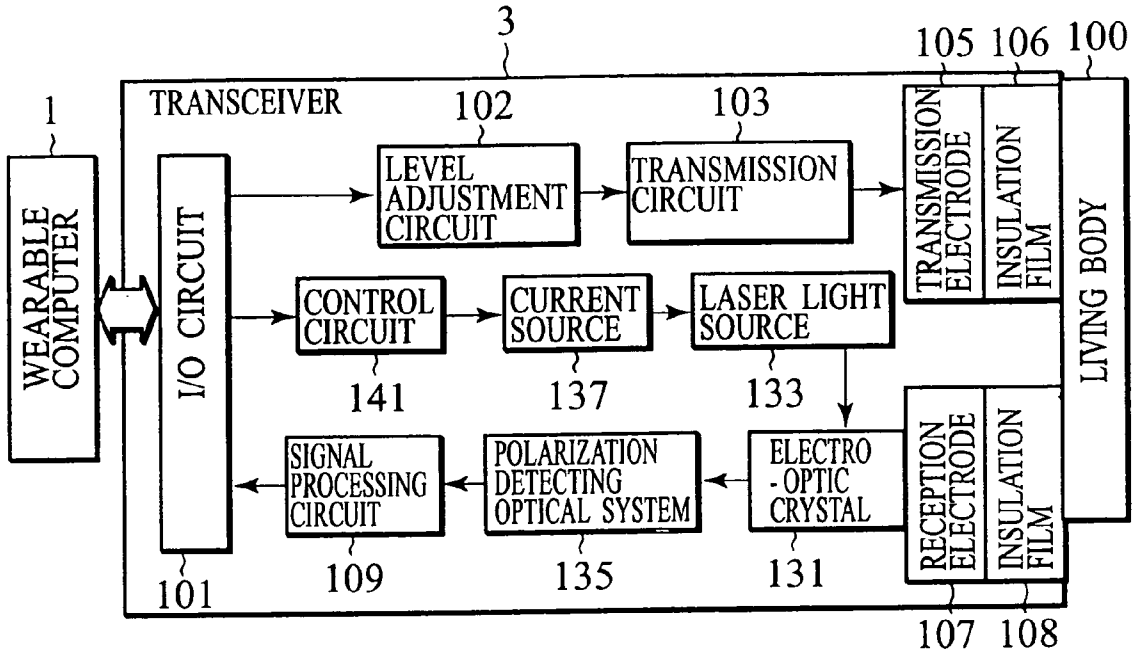 3
105
106
100
1
TRANSCEIVER
102
103
WEARABLE
COMPUTER
I/O CIRCUIT
LEVEL
ADJUSTMENT
CIRCUIT
TRANSMISSION
CIRCUIT
TRANSMISSION
ELECTRODE
INSULATION
FILM
LIVING BODY
CONTROL
CIRCUIT
CURRENT
SOURCE
LASER LIGHT
SOURCE
141
137
133
SIGNAL
PROCESSING
CIRCUIT
POLARIZATION
DETECTING
OPTICAL SYSTEM
ELECTRO
-OPTIC
CRYSTAL
RECEPTION
ELECTRODE
INSULATION
FILM
101
109
135
131
107
108